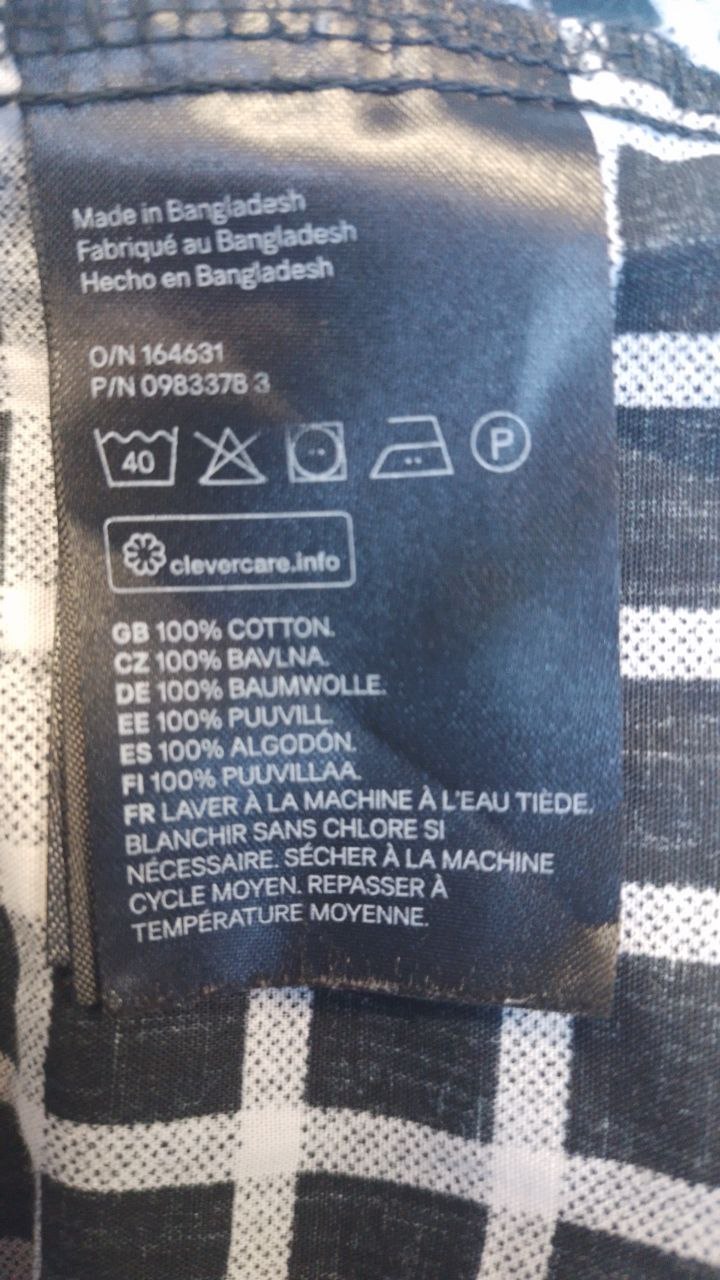 Made in Bangladesh
Fabriqué au Bangladesh
Hecho en Bangladesh
O/N 164631
P/N 0983378 3
40 P
clevercare.info
GB 100% COTTON.
CZ 100% BAVLNA.
DE 100% BAUMWOLLE.
EE 100% PUUVILL.
ES 100% ALGODÓN.
FI 100% PUUVILLAA.
FR LAVER À LA MACHINE À L'EAU TIÈDE.
BLANCHIR SANS CHLORE SI
NÉCESSAIRE. SÉCHER À LA MACHINE
CYCLE MOYEN. REPASSER À
TEMPÉRATURE MOYENNE.